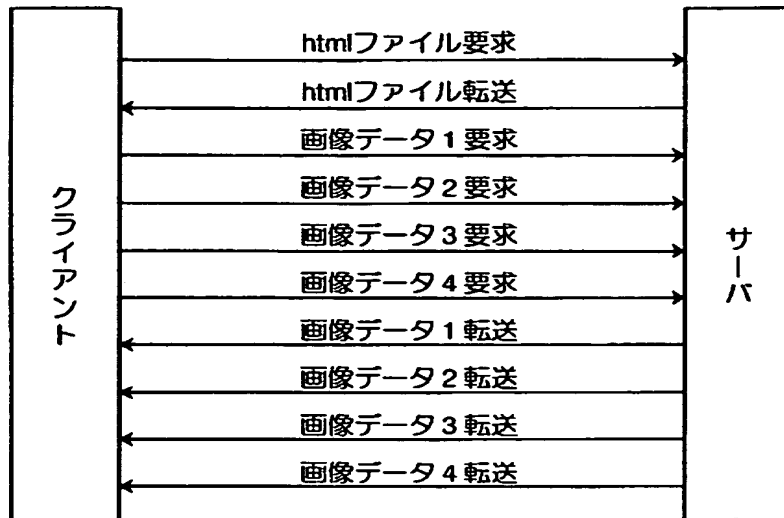 htmlファイル要求
htmlファイル転送
画像データ1要求
画像データ2要求
画像データ3要求
画像データ4要求
画像データ1転送
画像データ2転送
画像データ3転送
画像データ4転送
クライアント
サーバ